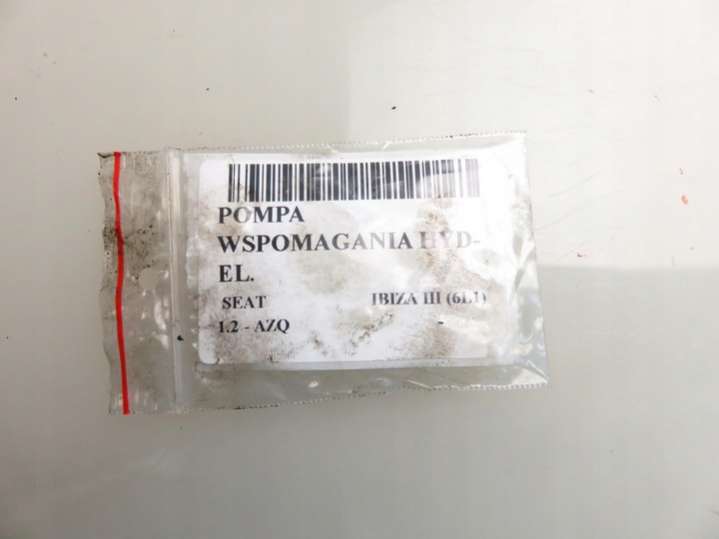 POMPA
WSPOMAGANIA HYD-
EL.
SEAT IBIZA III (6L1)
1.2 - AZQ